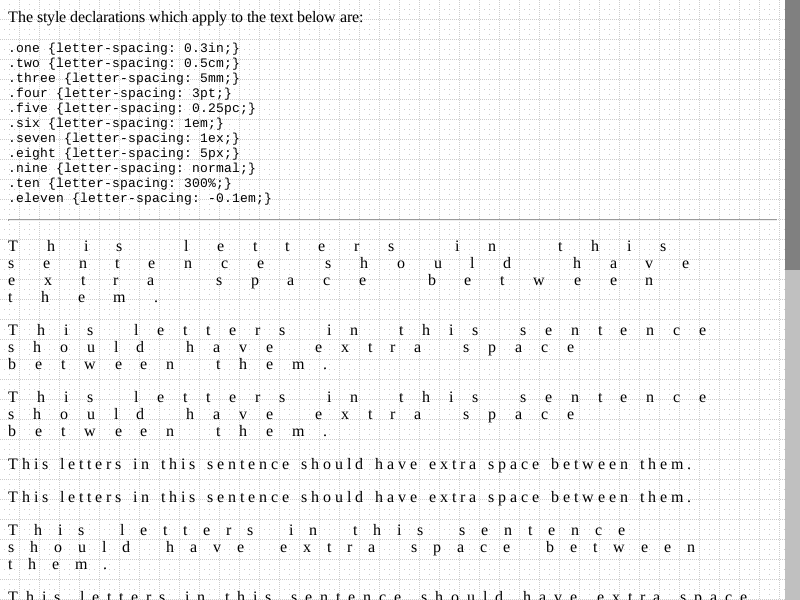 The style declarations which apply to the text below are:
.one {letter-spacing: 0.3in;}
.two {letter-spacing: 0.5cm;}
.three {letter-spacing: 5mm;}
.four {letter-spacing: 3pt;}
.five {letter-spacing: 0.25pc;}
.six {letter-spacing: 1em;}
.seven {letter-spacing: 1ex;}
.eight {letter-spacing: 5px;}
.nine {letter-spacing: normal;}
.ten {letter-spacing: 300%;}
.eleven {letter-spacing: -0.1em;}
This letters in this
sentence should have
extra space between
them.
This letters in this sentence
should have extra space
between them.
This letters in this sentence
should have extra space
between them.
This letters in this sentence should have extra space between them.
This letters in this sentence should have extra space between them.
This letters in this sentence
should have extra space between
them.
This letters in this sentence should have extra space